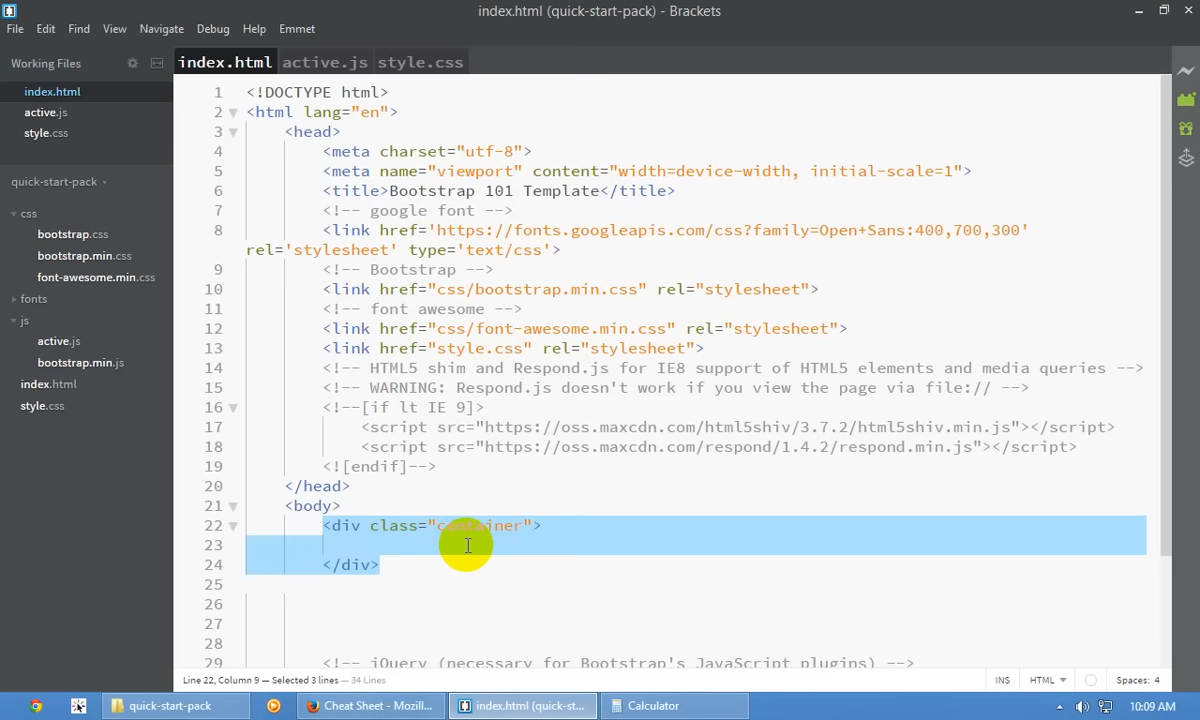 index.html (quick-start-pack) - Brackets
File Edit Find View Navigate Debug Help Emmet
Working Files
index.html
active.js
style.css
quick-start-pack
css
bootstrap.css
bootstrap.min.css
font-awesome.min.css
fonts
js
active.js
bootstrap.min.js
index.html
style.css
index.html active.js style.css
1 <!DOCTYPE html>
2 <html lang="en">
3 <head>
4 <meta charset="utf-8">
5 <meta name="viewport" content="width=device-width, initial-scale=1">
6 <title>Bootstrap 101 Template</title>
7 <!-- google font -->
8 <link href='https://fonts.googleapis.com/css?family=Open+Sans:400,700,300'
rel='stylesheet' type='text/css'>
9 <!-- Bootstrap -->
10 <link href="css/bootstrap.min.css" rel="stylesheet">
11 <!-- font awesome -->
12 <link href="css/font-awesome.min.css" rel="stylesheet">
13 <link href="style.css" rel="stylesheet">
14 <!-- HTML5 shim and Respond.js for IE8 support of HTML5 elements and media queries -->
15 <!-- WARNING: Respond.js doesn't work if you view the page via file:// -->
16 <!--[if lt IE 9]>
17 <script src="https://oss.maxcdn.com/html5shiv/3.7.2/html5shiv.min.js"></script>
18 <script src="https://oss.maxcdn.com/respond/1.4.2/respond.min.js"></script>
19 <![endif]-->
20 </head>
21 <body>
22 <div class="container">
23
24 </div>
25
26
27
28
29 <!-- jQuery (necessary for Bootstrap's JavaScript plugins) -->
Line 22, Column 9 — Selected 3 lines — 34 Lines INS HTML Spaces: 4
quick-start-pack Cheat Sheet - Mozill... index.html (quick-st... Calculator 10:09 AM